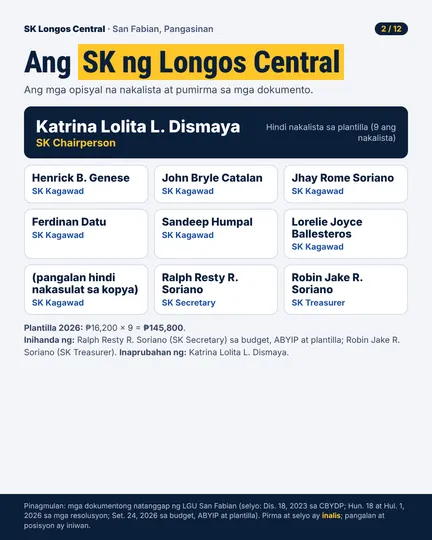 SK Longos Central · San Fabian, Pangasinan
2 / 12
Ang SK ng Longos Central
Ang mga opisyal na nakalista at pumirma sa mga dokumento.
Katrina Lolita L. Dismaya
SK Chairperson
Hindi nakalista sa plantilla (9 ang
nakalista)
Henrick B. Genese
SK Kagawad
John Bryle Catalan
SK Kagawad
Jhay Rome Soriano
SK Kagawad
Ferdinan Datu
SK Kagawad
Sandeep Humpal
SK Kagawad
Lorelie Joyce
Ballesteros
SK Kagawad
(pangalan hindi
nakasulat sa kopya)
SK Kagawad
Ralph Resty R.
Soriano
SK Secretary
Robin Jake R.
Soriano
SK Treasurer
Plantilla 2026: ₱16,200 × 9 = ₱145,800.
Inihanda ng: Ralph Resty R. Soriano (SK Secretary) sa budget, ABYIP at plantilla; Robin Jake R.
Soriano (SK Treasurer). Inaprubahan ng: Katrina Lolita L. Dismaya.
Pinagmulan: mga dokumentong natanggap ng LGU San Fabian (selyo: Dis. 18, 2023 sa CBYDP; Hun. 18 at Hul. 1,
2026 sa mga resolusyon; Set. 24, 2026 sa budget, ABYIP at plantilla). Pirma at selyo ay inalis; pangalan at
posisyon ay iniwan.